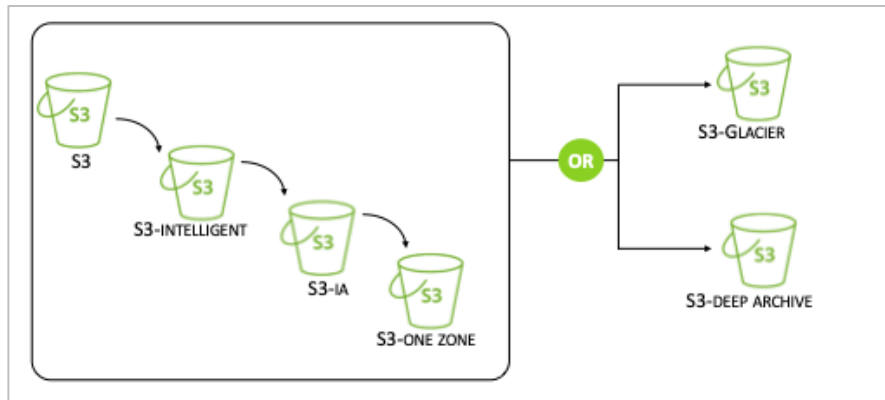 S3
S3
S3
S3-INTELLIGENT
S3
S3-IA
S3
S3-ONE ZONE
OR
S3
S3-GLACIER
S3
S3-DEEP ARCHIVE